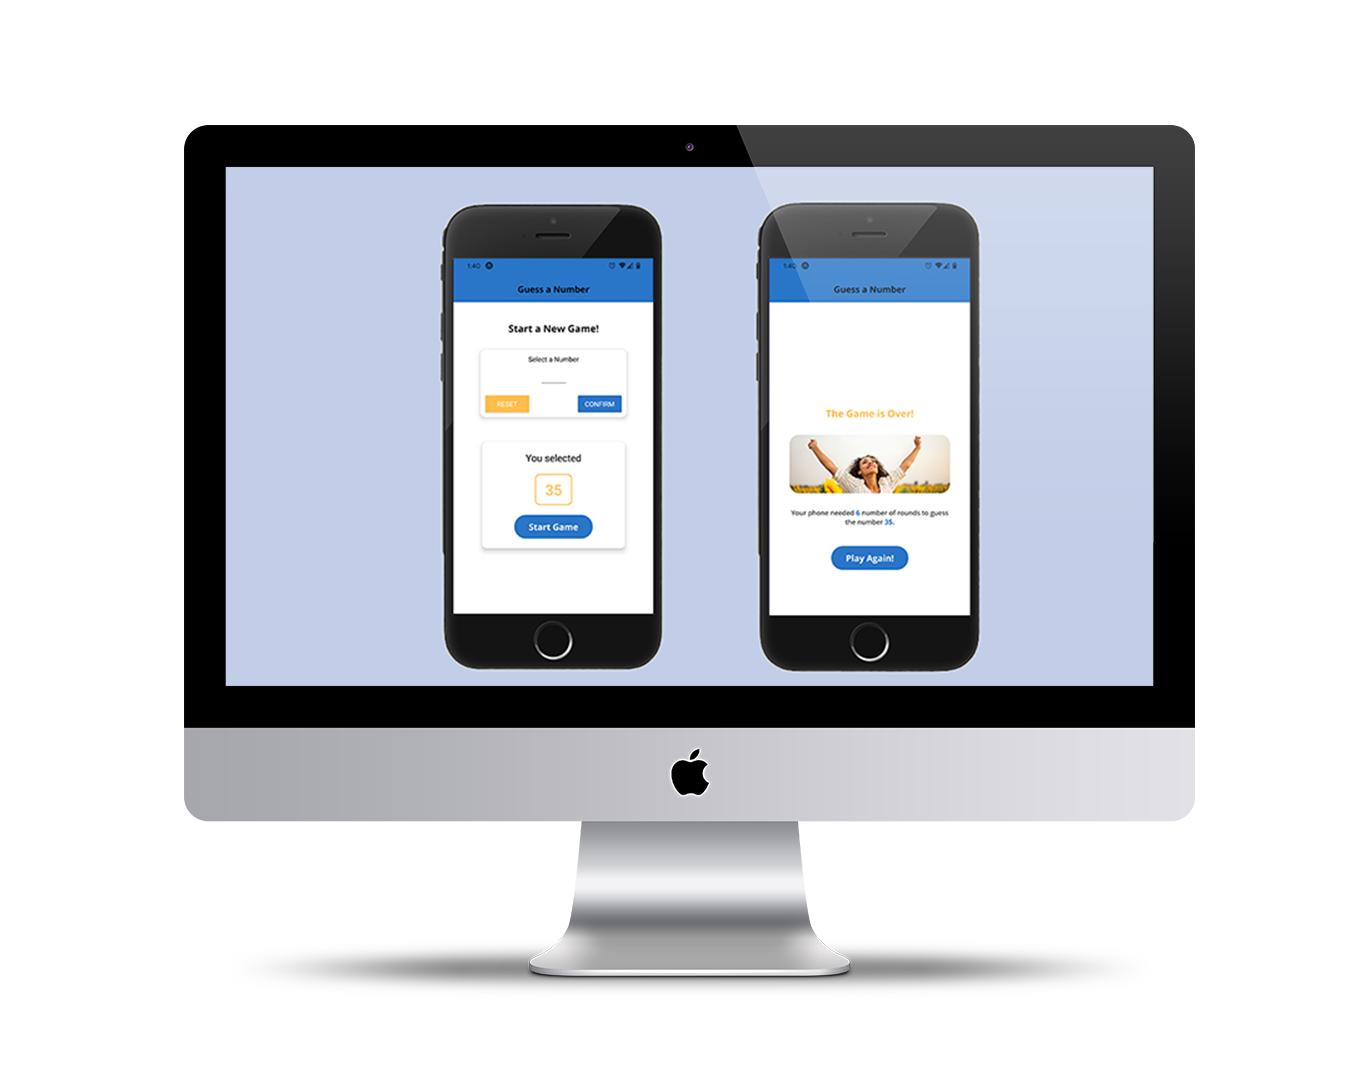 1:40
Guess a Number
Start a New Game!
Select a Number
RESET
CONFIRM
You selected
35
Start Game
1:40
Guess a Number
The Game is Over!
Your phone needed 6 number of rounds to guess
the number 35.
Play Again!